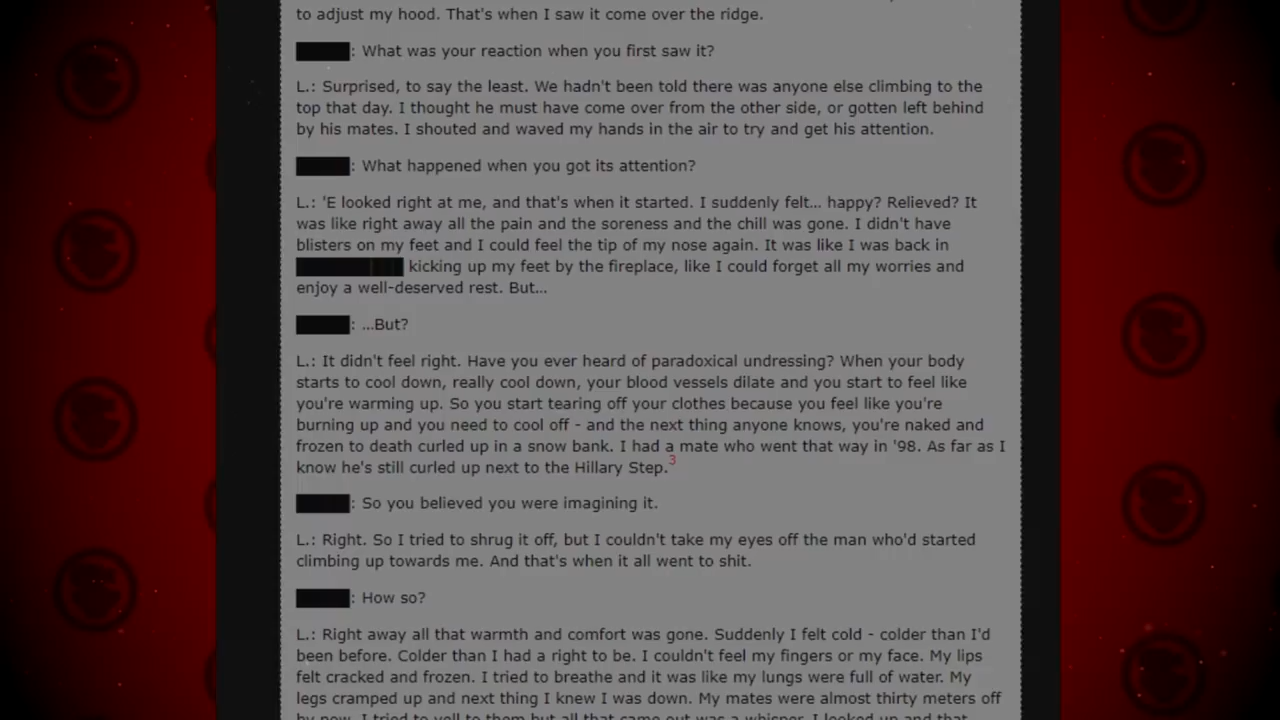 to adjust my hood. That's when I saw it come over the ridge.
: What was your reaction when you first saw it?
L.: Surprised, to say the least. We hadn't been told there was anyone else climbing to the
top that day. I thought he must have come over from the other side, or gotten left behind
by his mates. I shouted and waved my hands in the air to try and get his attention.
: What happened when you got its attention?
L.: 'E looked right at me, and that's when it started. I suddenly felt... happy? Relieved? It
was like right away all the pain and the soreness and the chill was gone. I didn't have
blisters on my feet and I could feel the tip of my nose again. It was like I was back in
kicking up my feet by the fireplace, like I could forget all my worries and
enjoy a well-deserved rest. But...
: ...But?
L.: It didn't feel right. Have you ever heard of paradoxical undressing? When your body
starts to cool down, really cool down, your blood vessels dilate and you start to feel like
you're warming up. So you start tearing off your clothes because you feel like you're
burning up and you need to cool off - and the next thing anyone knows, you're naked and
frozen to death curled up in a snow bank. I had a mate who went that way in '98. As far as I
know he's still curled up next to the Hillary Step.3
: So you believed you were imagining it.
L.: Right. So I tried to shrug it off, but I couldn't take my eyes off the man who'd started
climbing up towards me. And that's when it all went to shit.
: How so?
L.: Right away all that warmth and comfort was gone. Suddenly I felt cold - colder than I'd
been before. Colder than I had a right to be. I couldn't feel my fingers or my face. My lips
felt cracked and frozen. I tried to breathe and it was like my lungs were full of water. My
legs cramped up and next thing I knew I was down. My mates were almost thirty meters off
by now. I tried to yell to them but all that came out was a whisper. I looked up and that